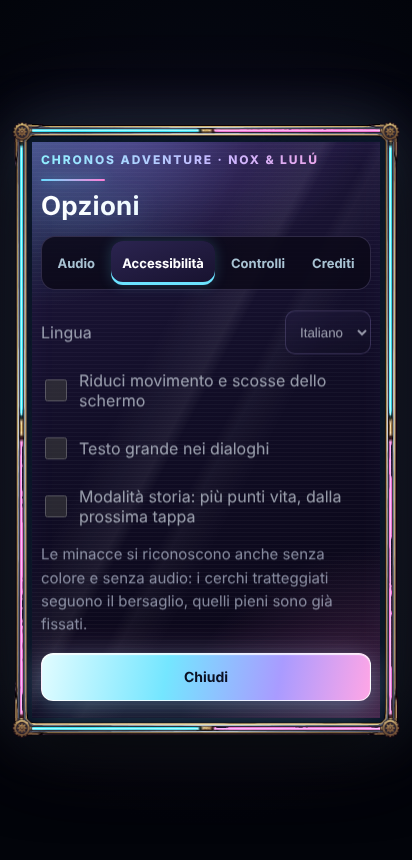 CHRONOS ADVENTURE · NOX & LULÚ
Opzioni
Audio Accessibilità Controlli Crediti
Lingua Italiano
Riduci movimento e scosse dello
schermo
Testo grande nei dialoghi
Modalità storia: più punti vita, dalla
prossima tappa
Le minacce si riconoscono anche senza
colore e senza audio: i cerchi tratteggiati
seguono il bersaglio, quelli pieni sono già
fissati.
Chiudi